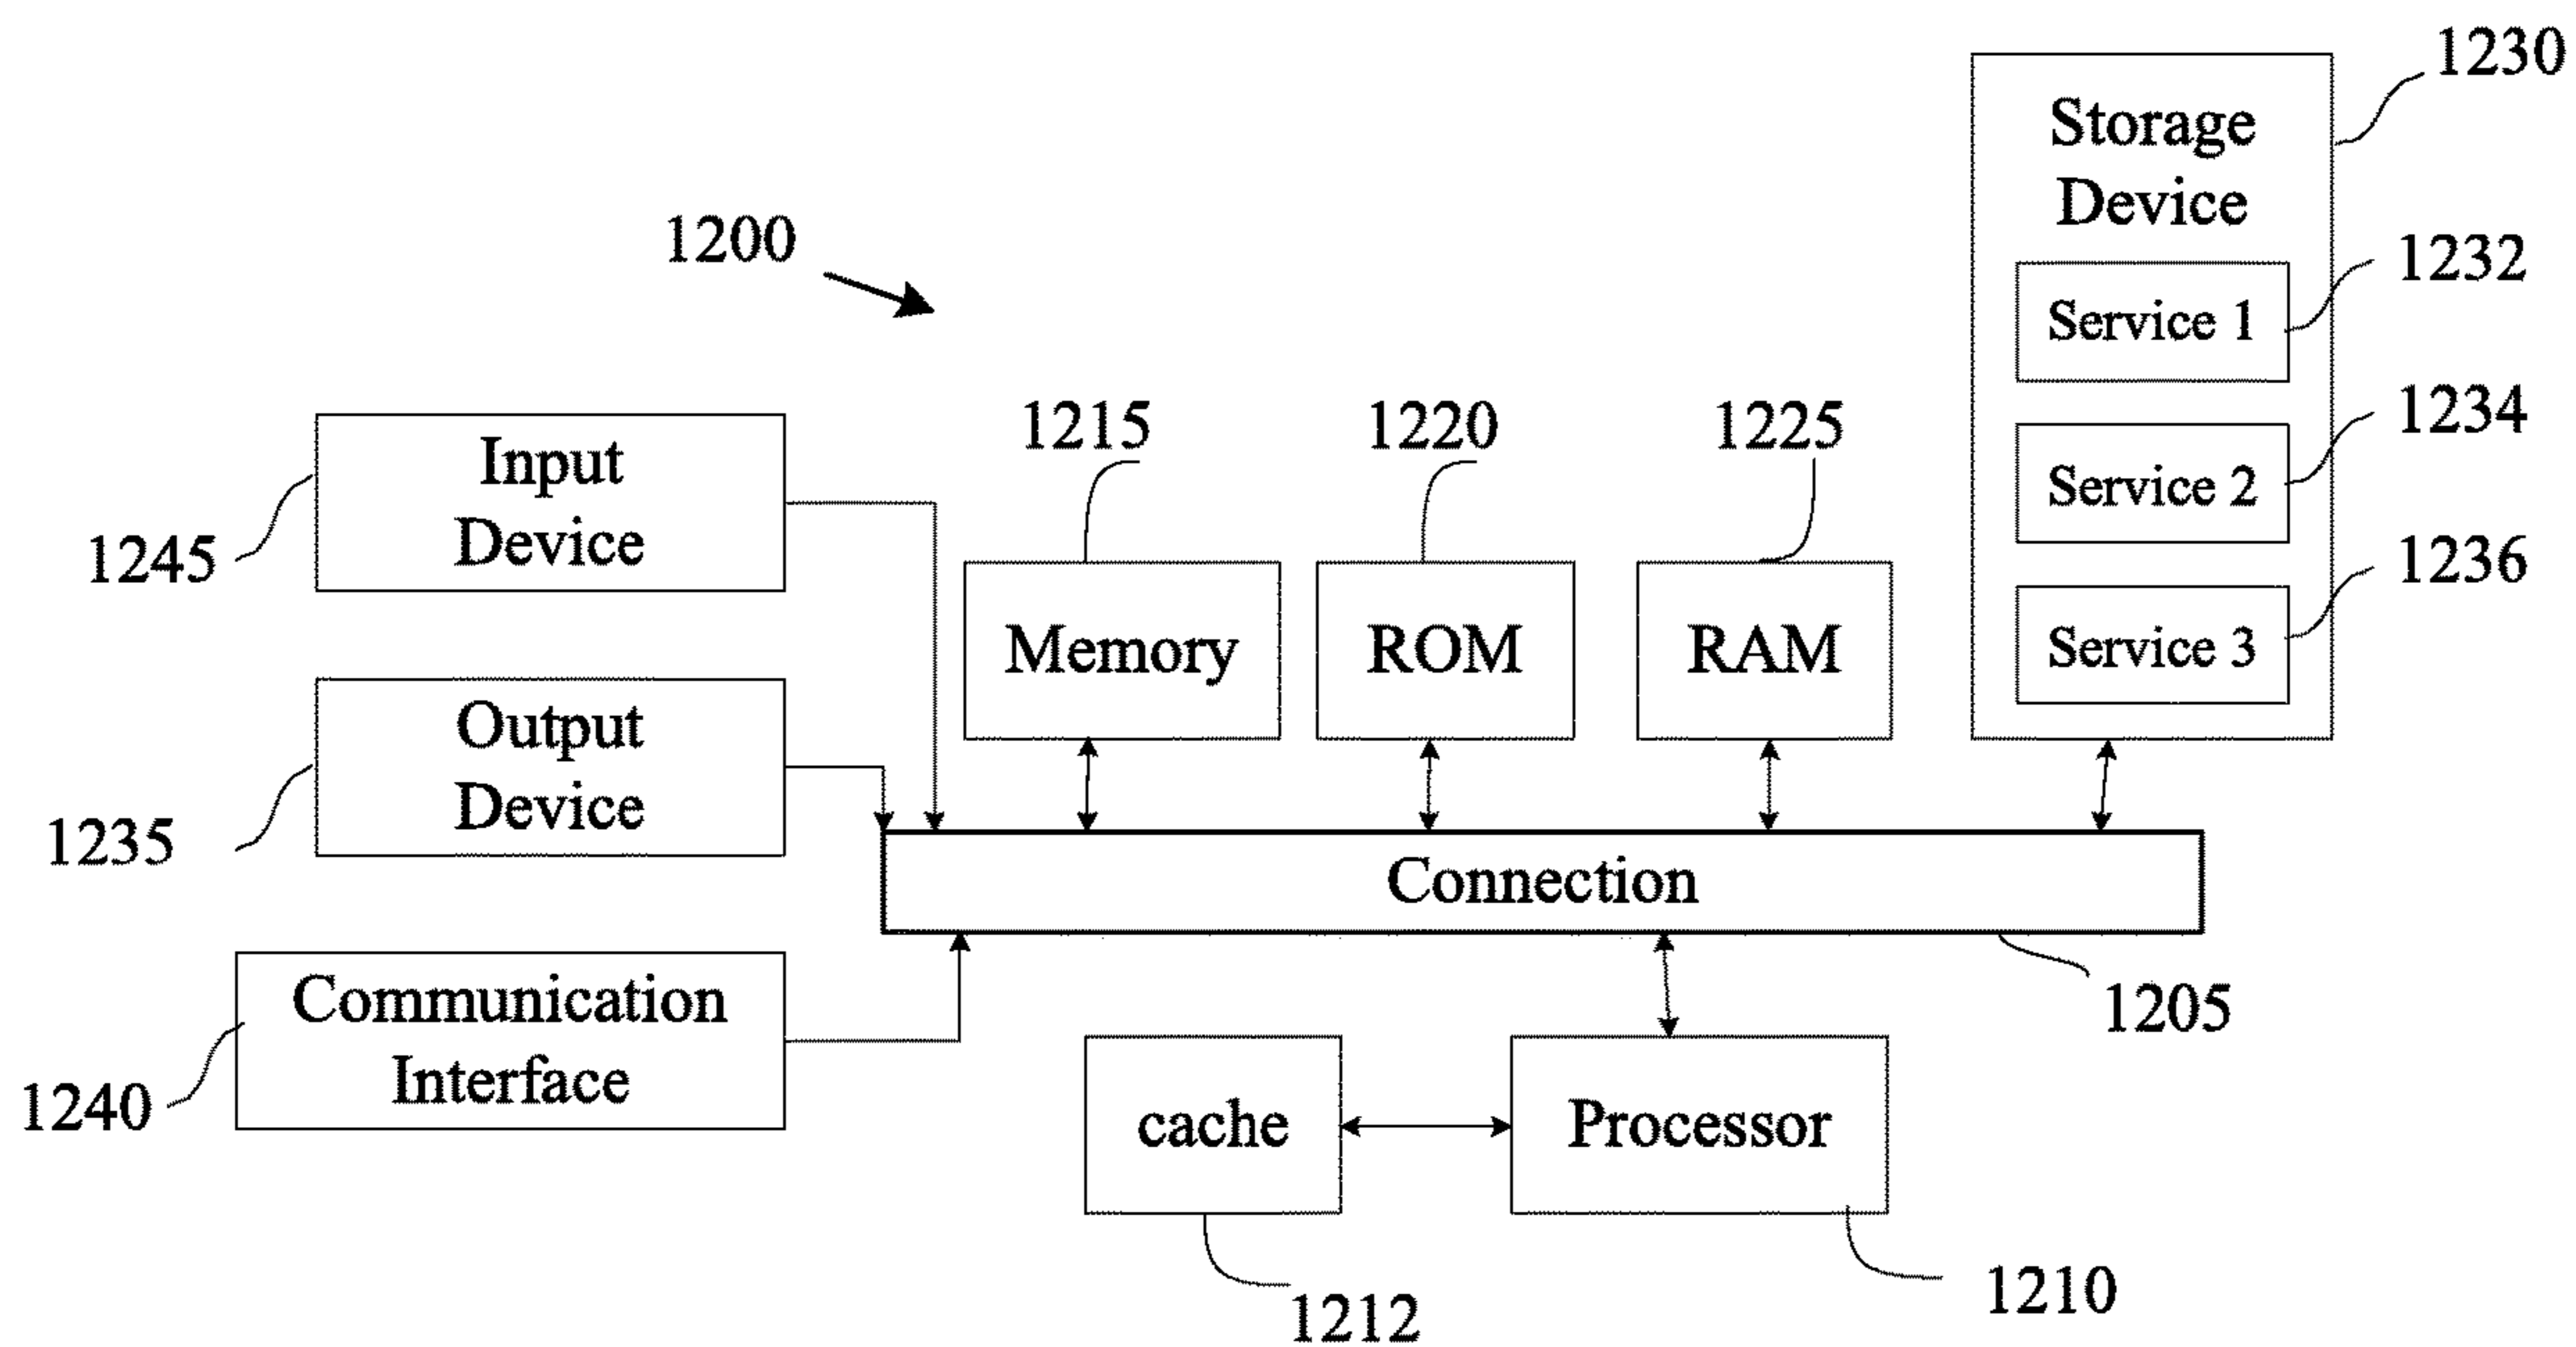 1230
Storage
Device
1200
1232
Service 1
1234
Service 2
1236
Service 3
Input
Device
1245
1215
1220
1225
Memory
ROM
RAM
Output
Device
1235
Connection
1205
Communication
Interface
1240
cache
Processor
1212
1210